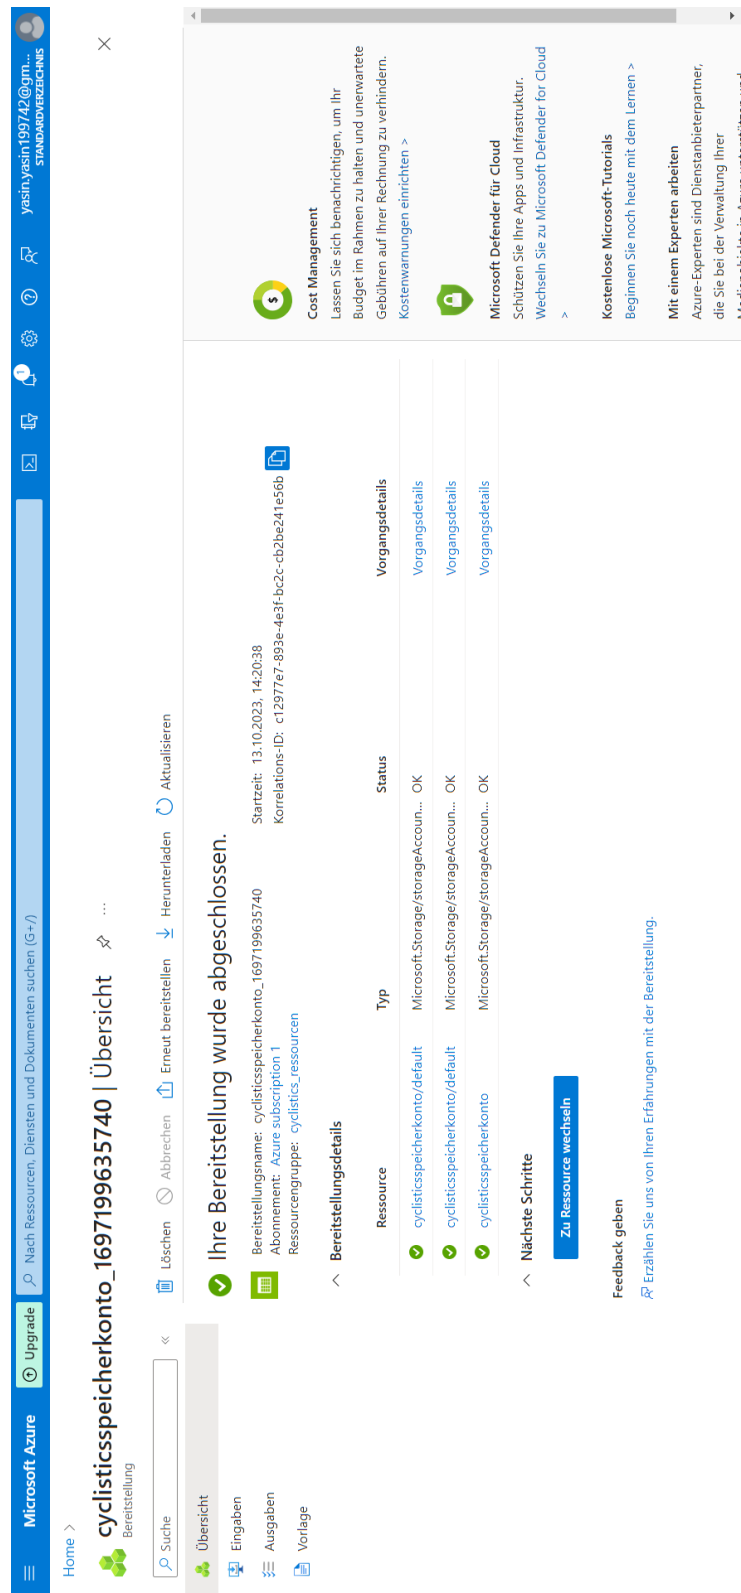 Microsoft Azure
Upgrade
Nach Ressourcen, Diensten und Dokumenten suchen (G+/)
1
yasin.yasin199742@gm...
STANDARDVERZEICHNIS
Home >
cyclisticsspeicherkonto_1697199635740 | Übersicht
...
Bereitstellung
Suche
«
Löschen
Abbrechen
Erneut bereitstellen
Herunterladen
Aktualisieren
Übersicht
Eingaben
Ausgaben
Vorlage
Ihre Bereitstellung wurde abgeschlossen.
Bereitstellungsname: cyclisticsspeicherkonto_1697199635740
Abonnement: Azure subscription 1
Ressourcengruppe: cyclistics_ressourcen
Startzeit: 13.10.2023, 14:20:38
Korrelations-ID: c12977e7-893e-4e3f-bc2c-cb2be241e56b
Bereitstellungsdetails
Ressource Typ Status Vorgangsdetails
cyclisticsspeicherkonto/default Microsoft.Storage/storageAccoun... OK Vorgangsdetails
cyclisticsspeicherkonto/default Microsoft.Storage/storageAccoun... OK Vorgangsdetails
cyclisticsspeicherkonto Microsoft.Storage/storageAccoun... OK Vorgangsdetails
Nächste Schritte
Zu Ressource wechseln
Feedback geben
Erzählen Sie uns von Ihren Erfahrungen mit der Bereitstellung.
$
Cost Management
Lassen Sie sich benachrichtigen, um Ihr
Budget im Rahmen zu halten und unerwartete
Gebühren auf Ihrer Rechnung zu verhindern.
Kostenwarnungen einrichten >
Microsoft Defender für Cloud
Schützen Sie Ihre Apps und Infrastruktur.
Wechseln Sie zu Microsoft Defender for Cloud
>
Kostenlose Microsoft-Tutorials
Beginnen Sie noch heute mit dem Lernen >
Mit einem Experten arbeiten
Azure-Experten sind Dienstanbieterpartner,
die Sie bei der Verwaltung Ihrer